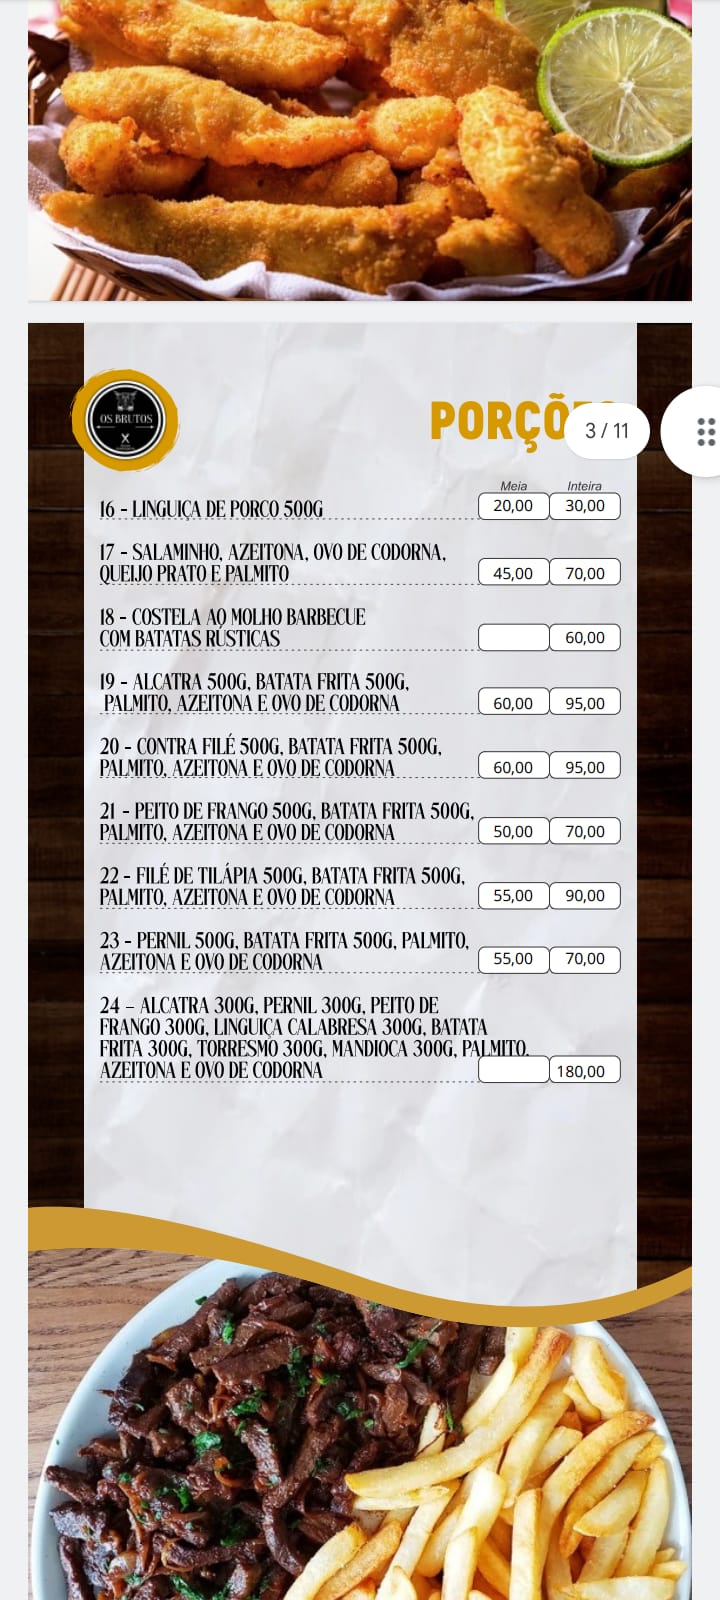 OS BRUTOS
PORÇÕ
3 / 11
Meia Inteira
16 - LINGUIÇA DE PORCO 500G 20,00 30,00
17 - SALAMINHO, AZEITONA, OVO DE CODORNA,
QUEIJO PRATO E PALMITO 45,00 70,00
18 - COSTELA AO MOLHO BARBECUE
COM BATATAS RÚSTICAS 60,00
19 - ALCATRA 500G, BATATA FRITA 500G,
PALMITO, AZEITONA E OVO DE CODORNA 60,00 95,00
20 - CONTRA FILÉ 500G, BATATA FRITA 500G,
PALMITO, AZEITONA E OVO DE CODORNA 60,00 95,00
21 - PEITO DE FRANGO 500G, BATATA FRITA 500G,
PALMITO, AZEITONA E OVO DE CODORNA 50,00 70,00
22 - FILÉ DE TILÁPIA 500G, BATATA FRITA 500G,
PALMITO, AZEITONA E OVO DE CODORNA 55,00 90,00
23 - PERNIL 500G, BATATA FRITA 500G, PALMITO,
AZEITONA E OVO DE CODORNA 55,00 70,00
24 – ALCATRA 300G, PERNIL 300G, PEITO DE
FRANGO 300G, LINGUIÇA CALABRESA 300G, BATATA
FRITA 300G, TORRESMO 300G, MANDIOCA 300G, PALMITO,
AZEITONA E OVO DE CODORNA 180,00